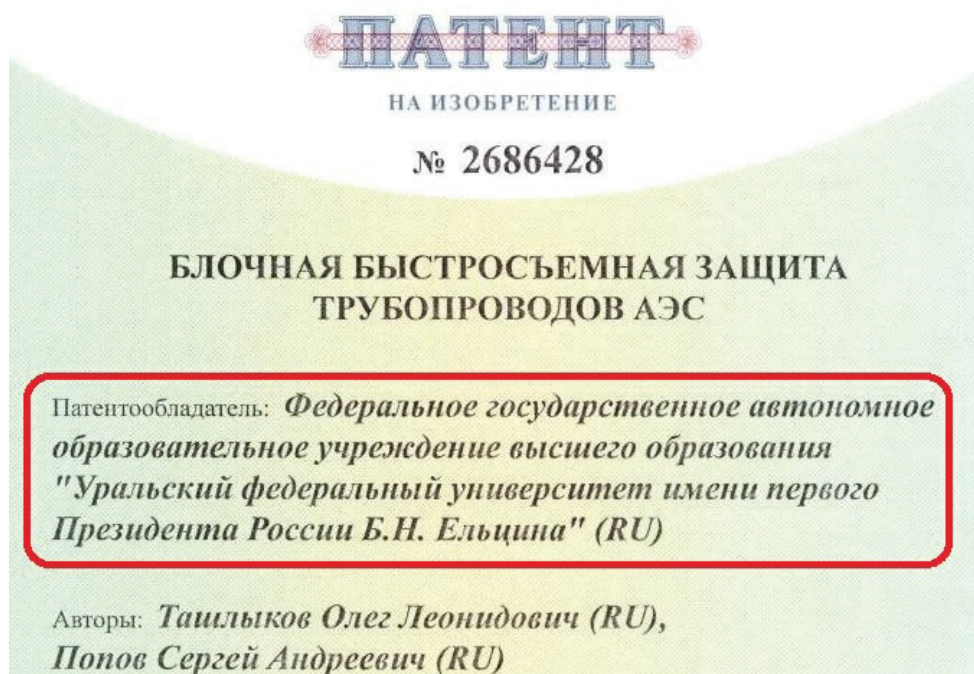 ПАТЕНТ
НА ИЗОБРЕТЕНИЕ
№ 2686428
БЛОЧНАЯ БЫСТРОСЪЕМНАЯ ЗАЩИТА
ТРУБОПРОВОДОВ АЭС
Патентообладатель: Федеральное государственное автономное
образовательное учреждение высшего образования
"Уральский федеральный университет имени первого
Президента России Б.Н. Ельцина" (RU)
Авторы: Ташлыков Олег Леонидович (RU),
Попов Сергей Андреевич (RU)